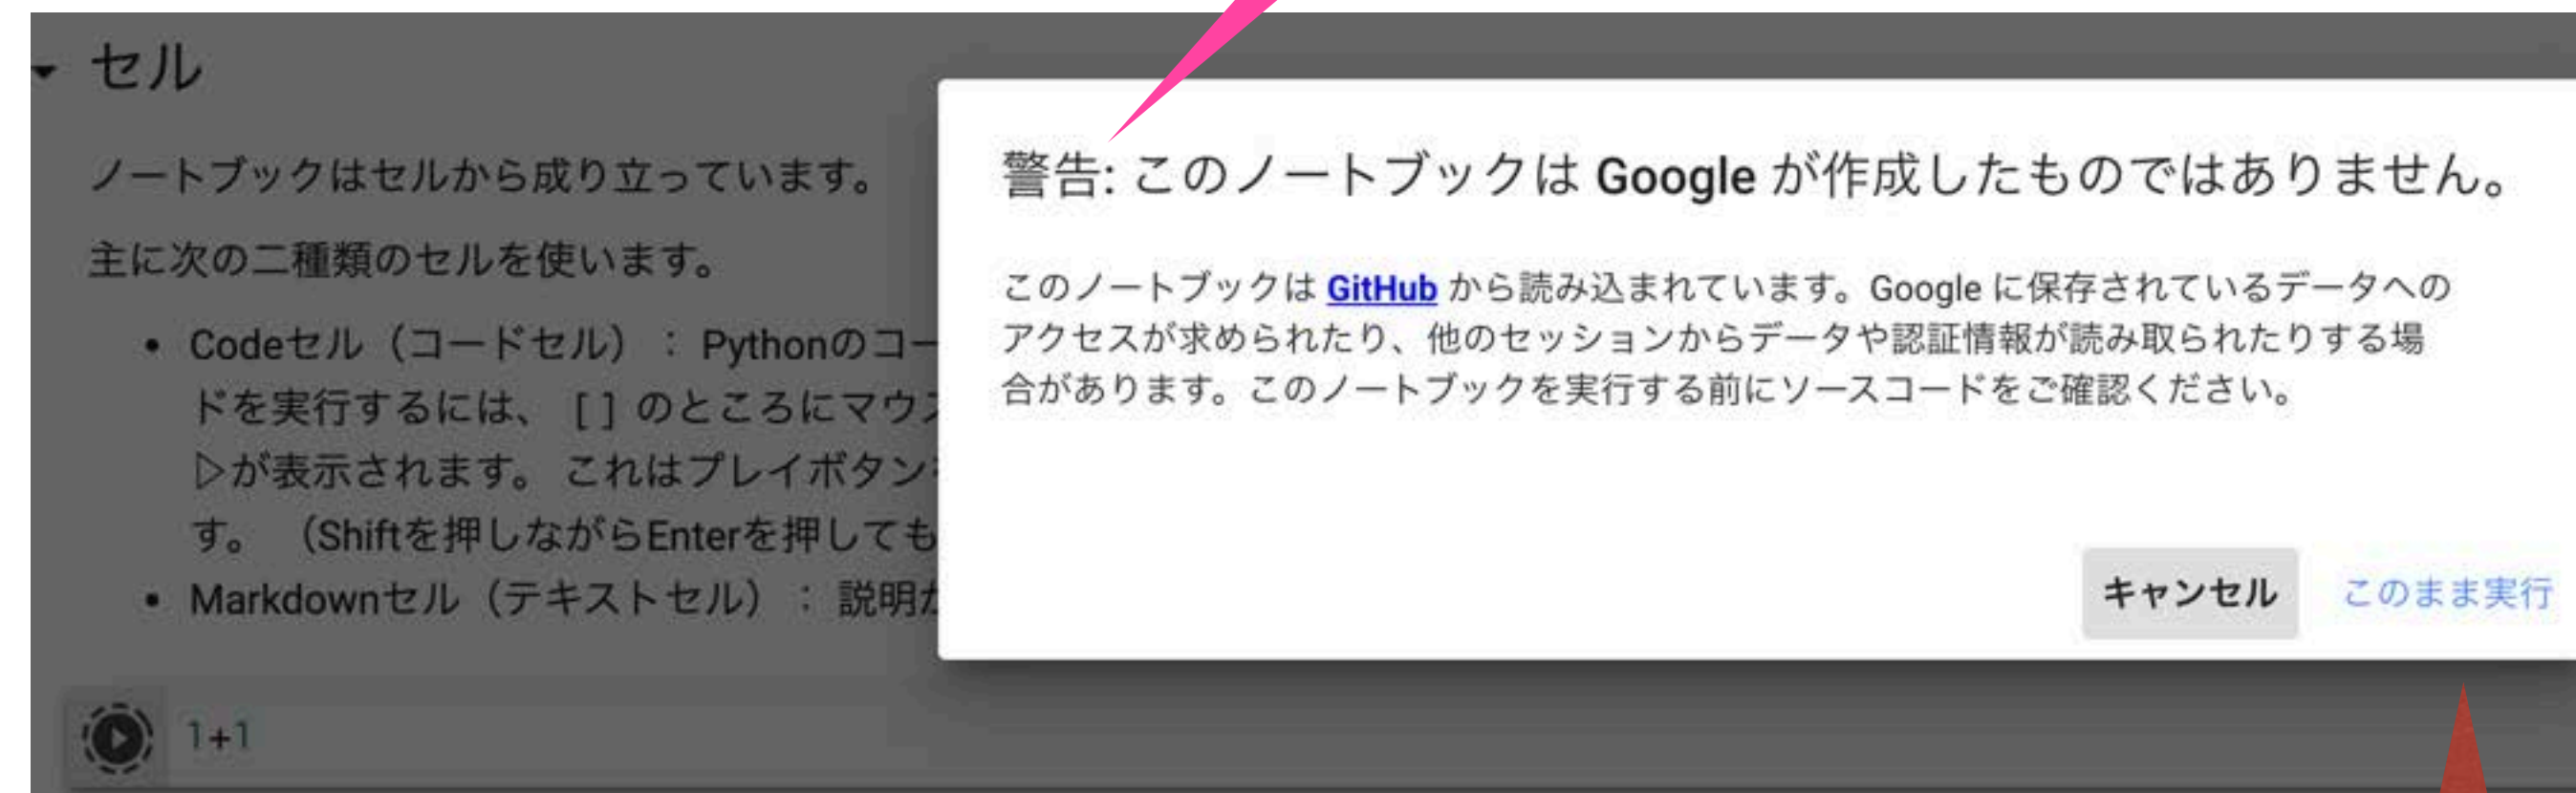 セル
ノートブックはセルから成り立っています。
主に次の二種類のセルを使います。
• Codeセル（コードセル）：Pythonのコー
ドを実行するには、 [ ] のところにマウス
▷が表示されます。 これはプレイボタン
す。 （Shiftを押しながらEnterを押しても
• Markdownセル（テキストセル）：説明が
1+1
警告: このノートブックは Google が作成したものではありません。
このノートブックは GitHub から読み込まれています。Google に保存されているデータへの
アクセスが求められたり、他のセッションからデータや認証情報が読み取られたりする場
合があります。このノートブックを実行する前にソースコードをご確認ください。
キャンセル このまま実行